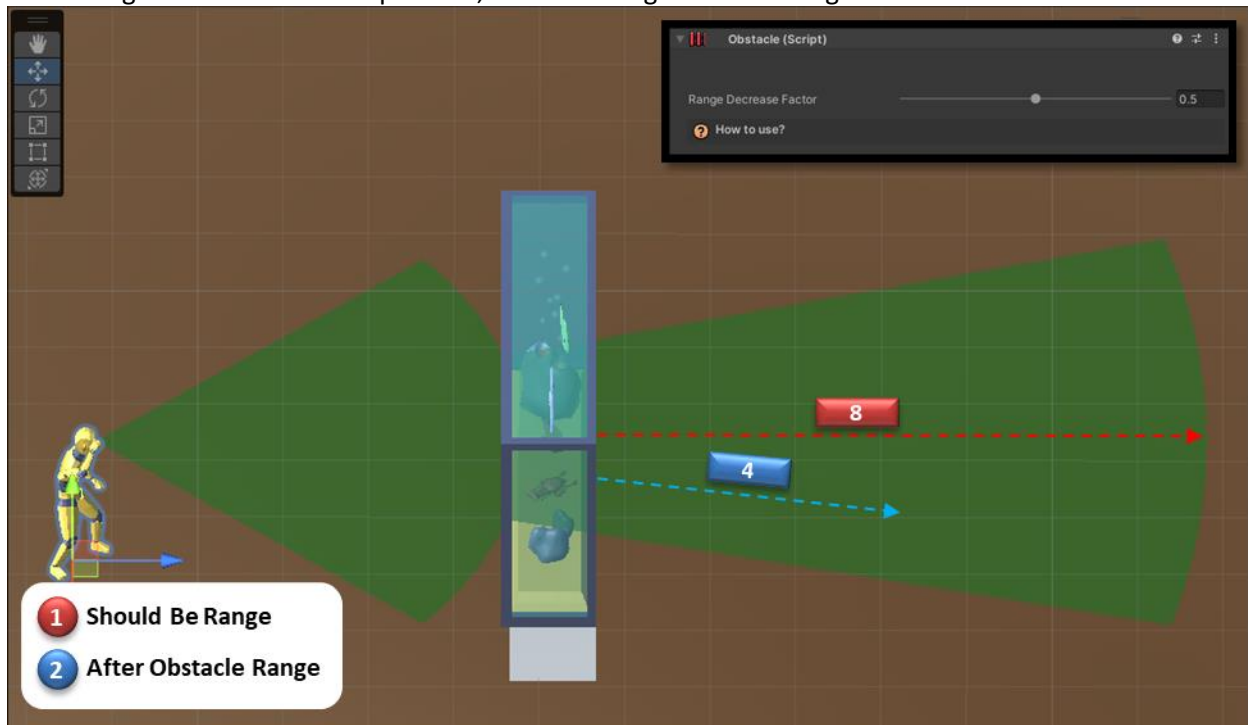 Obstacle (Script)
Range Decrease Factor
0.5
? How to use?
8
4
1 Should Be Range
2 After Obstacle Range